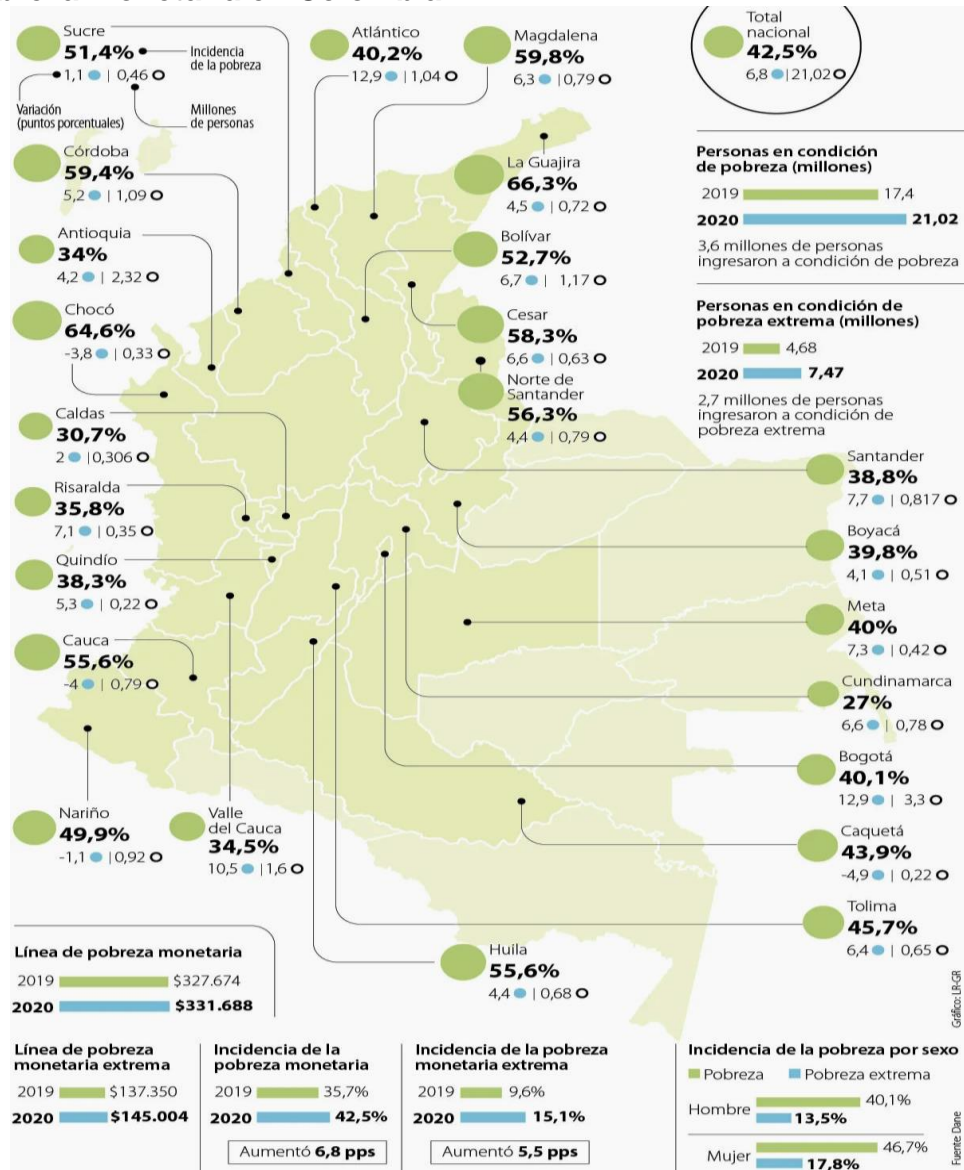 Sucre
51,4%
1,1 | 0,46
Incidencia
de la pobreza
Variación
(puntos porcentuales)
Millones
de personas
Atlántico
40,2%
12,9 | 1,04
Magdalena
59,8%
6,3 | 0,79
Total
nacional
42,5%
6,8 | 21,02
Córdoba
59,4%
5,2 | 1,09
Antioquia
34%
4,2 | 2,32
Chocó
64,6%
-3,8 | 0,33
Caldas
30,7%
2 | 0,306
Risaralda
35,8%
7,1 | 0,35
Quindío
38,3%
5,3 | 0,22
Cauca
55,6%
-4 | 0,79
Nariño
49,9%
-1,1 | 0,92
Valle
del Cauca
34,5%
10,5 | 1,6
La Guajira
66,3%
4,5 | 0,72
Bolívar
52,7%
6,7 | 1,17
Cesar
58,3%
6,6 | 0,63
Norte de
Santander
56,3%
4,4 | 0,79
Personas en condición
de pobreza (millones)
2019 17,4
2020 21,02
3,6 millones de personas
ingresaron a condición de pobreza
Personas en condición de
pobreza extrema (millones)
2019 4,68
2020 7,47
2,7 millones de personas
ingresaron a condición de
pobreza extrema
Santander
38,8%
7,7 | 0,817
Boyacá
39,8%
4,1 | 0,51
Meta
40%
7,3 | 0,42
Cundinamarca
27%
6,6 | 0,78
Bogotá
40,1%
12,9 | 3,3
Caquetá
43,9%
-4,9 | 0,22
Tolima
45,7%
6,4 | 0,65
Huila
55,6%
4,4 | 0,68
Línea de pobreza monetaria
2019 $327.674
2020 $331.688
Línea de pobreza
monetaria extrema
2019 $137.350
2020 $145.004
Incidencia de la
pobreza monetaria
2019 35,7%
2020 42,5%
Aumentó 6,8 pps
Incidencia de la pobreza
monetaria extrema
2019 9,6%
2020 15,1%
Aumentó 5,5 pps
Incidencia de la pobreza por sexo
Pobreza Pobreza extrema
Hombre 40,1%
13,5%
Mujer 46,7%
17,8%
Gráfico: LR-GR
Fuente Dane